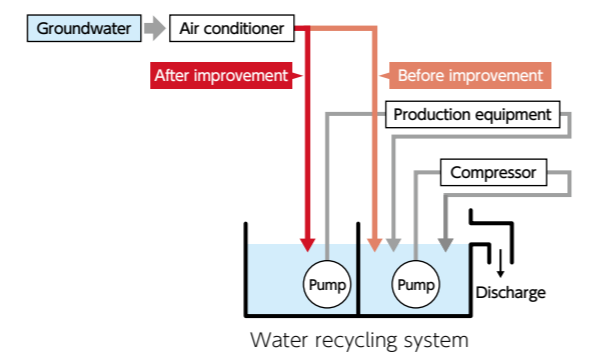 Groundwater
Air conditioner
After improvement
Before improvement
Production equipment
Compressor
Pump
Pump
Discharge
Water recycling system